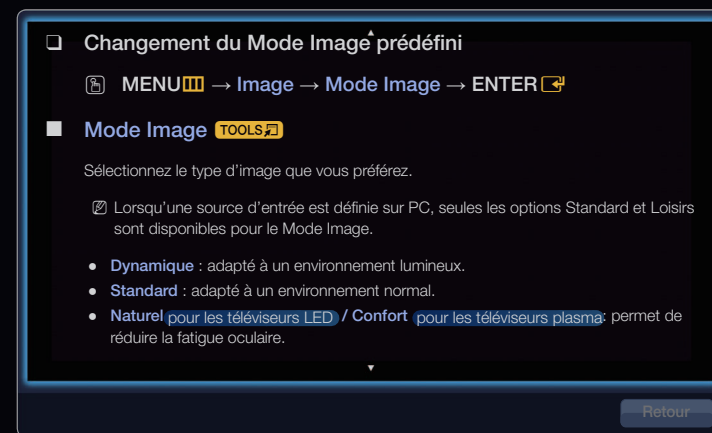 Changement du Mode Image prédéfini
MENU → Image → Mode Image → ENTER
Mode Image TOOLS
Sélectionnez le type d'image que vous préférez.
Lorsqu'une source d'entrée est définie sur PC, seules les options Standard et Loisirs
sont disponibles pour le Mode Image.
● Dynamique : adapté à un environnement lumineux.
● Standard : adapté à un environnement normal.
● Naturel pour les téléviseurs LED / Confort pour les téléviseurs plasma: permet de
réduire la fatigue oculaire.
Retour